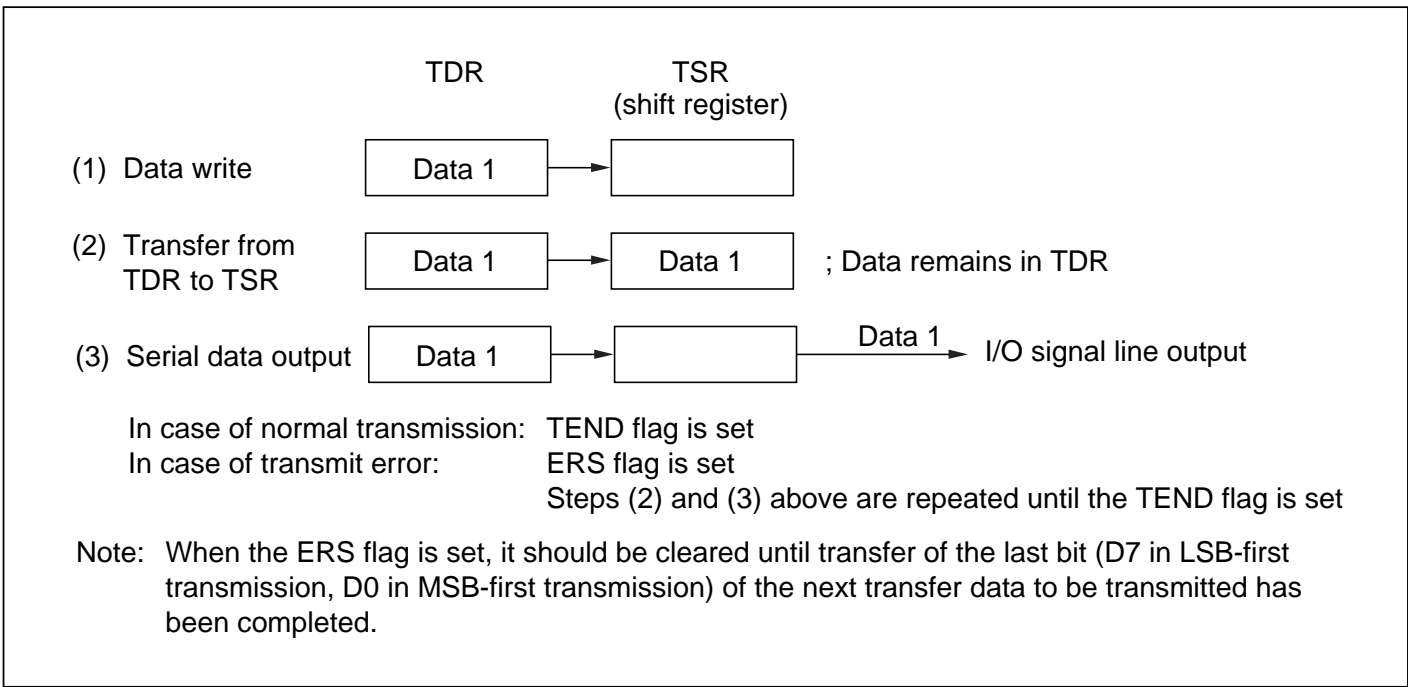 TDR TSR
(shift register)
(1) Data write Data 1
(2) Transfer from
TDR to TSR Data 1 Data 1 ; Data remains in TDR
(3) Serial data output Data 1 Data 1 I/O signal line output
In case of normal transmission: TEND flag is set
In case of transmit error: ERS flag is set
Steps (2) and (3) above are repeated until the TEND flag is set
Note: When the ERS flag is set, it should be cleared until transfer of the last bit (D7 in LSB-first
transmission, D0 in MSB-first transmission) of the next transfer data to be transmitted has
been completed.